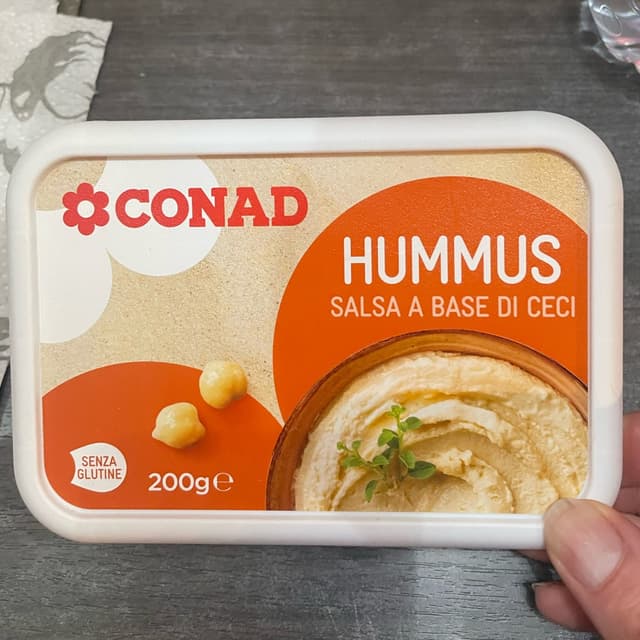 CONAD
HUMMUS
SALSA A BASE DI CECI
SENZA
GLUTINE
200g℮